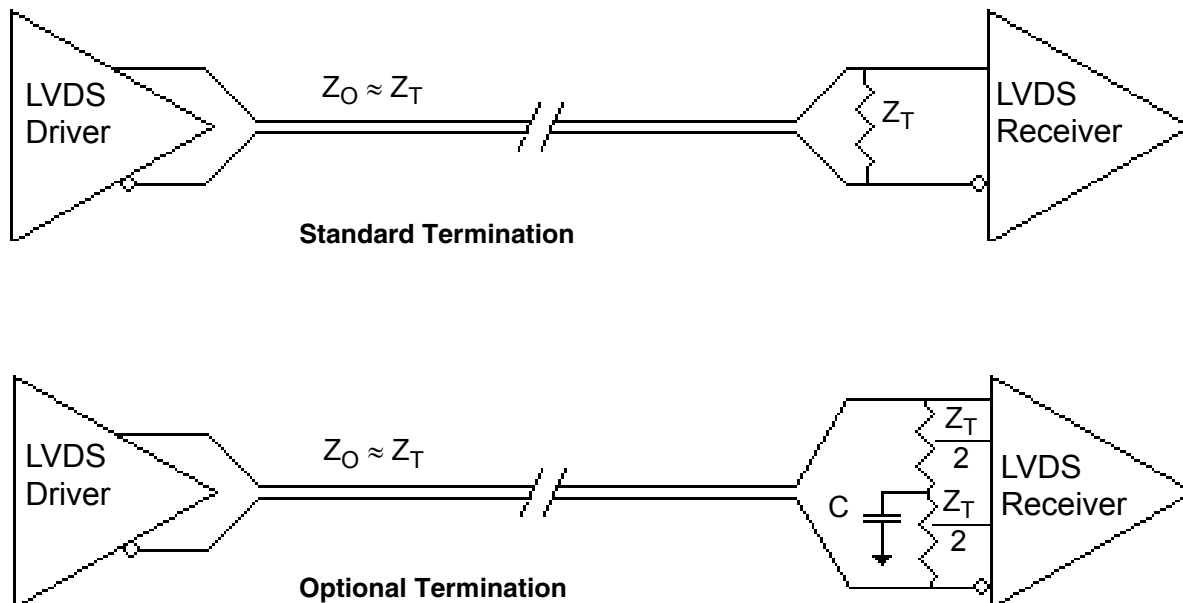 LVDS
Driver
Z_O ≈ Z_T
Z_T
LVDS
Receiver
Standard Termination
LVDS
Driver
Z_O ≈ Z_T
C
Z_T
2
Z_T
2
LVDS
Receiver
Optional Termination